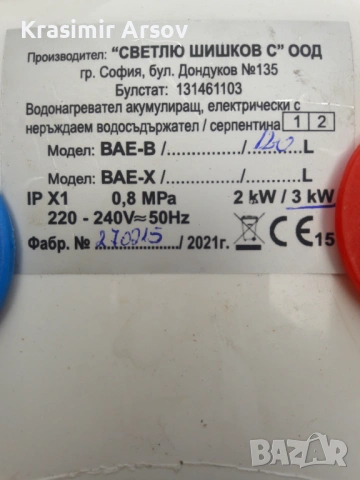 Krasimir Arsov
Производител: "СВЕТЛЮ ШИШКОВ С" ООД
гр. София, бул. Дондуков №135
Булстат: 131461103
Водонагревател акумулиращ, електрически с
неръждаем водосъдържател / серпентина 1 2
Модел: BAE-В /................/...120...L
Модел: BAE-Х /................/............L
IP X1 0,8 MPa 2 kW / 3 kW
220 - 240V≈50Hz
Фабр. № 270915 / 2021г. CE 15
BAZAR
bg